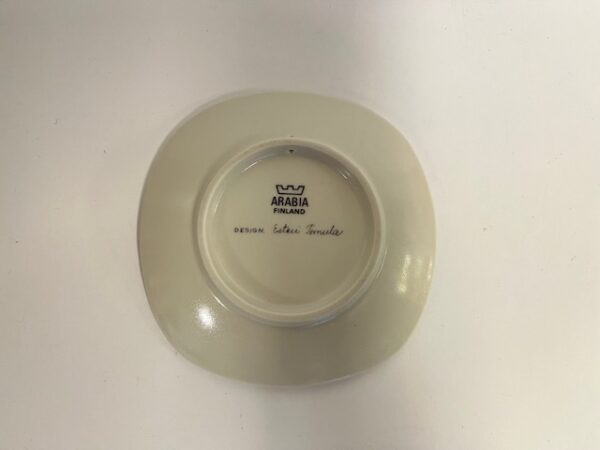 ARABIA
FINLAND
DESIGN. Esteri Tomula